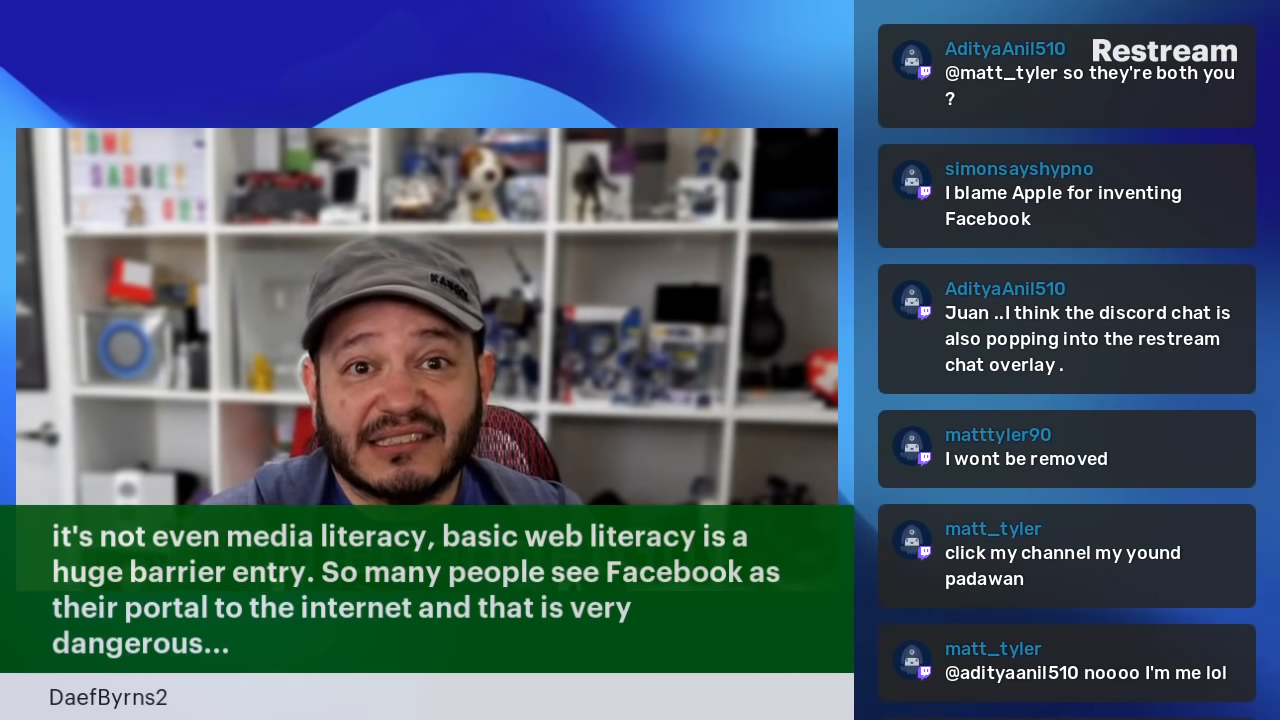 AdityaAnil510
Restream
@matt_tyler so they're both you
?
simonsayshypno
I blame Apple for inventing
Facebook
AdityaAnil510
Juan ..I think the discord chat is
also popping into the restream
chat overlay .
matttyler90
I wont be removed
matt_tyler
click my channel my yound
padawan
matt_tyler
@adityaanil510 noooo I'm me lol
GADGET
KANGOL
it's not even media literacy, basic web literacy is a
huge barrier entry. So many people see Facebook as
their portal to the internet and that is very
dangerous...
DaefByrns2